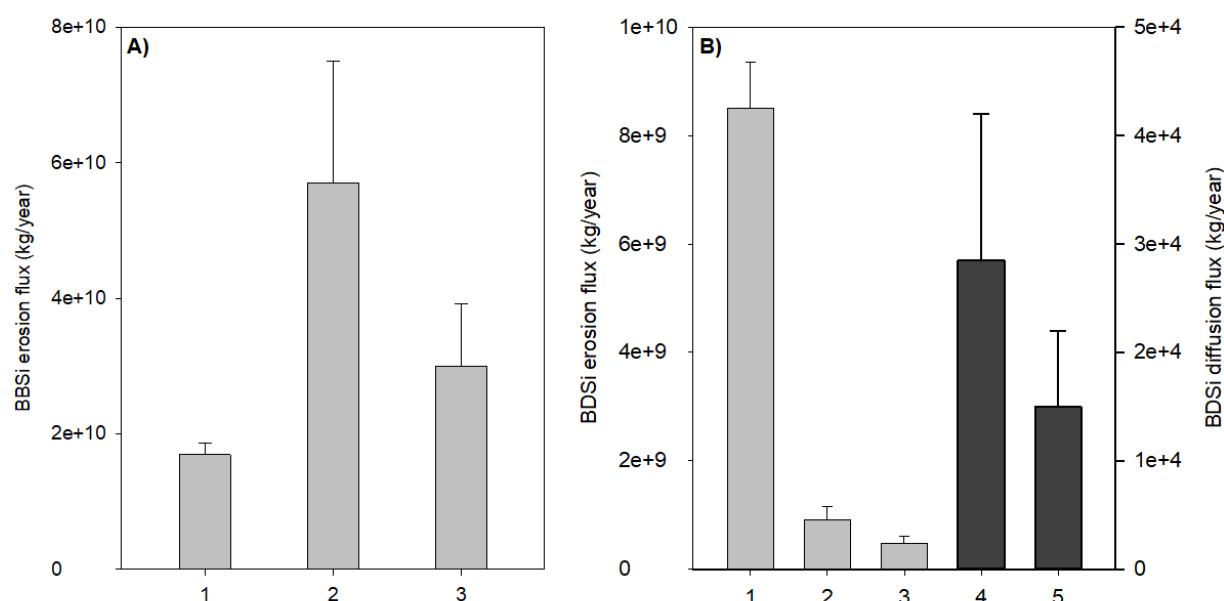 A)
BBSi erosion flux (kg/year)
8e+10
6e+10
4e+10
2e+10
0
1 2 3
B)
BDSi erosion flux (kg/year)
1e+10
8e+9
6e+9
4e+9
2e+9
0
1 2 3 4 5
5e+4
4e+4
3e+4
2e+4
1e+4
0
BDSi diffusion flux (kg/year)